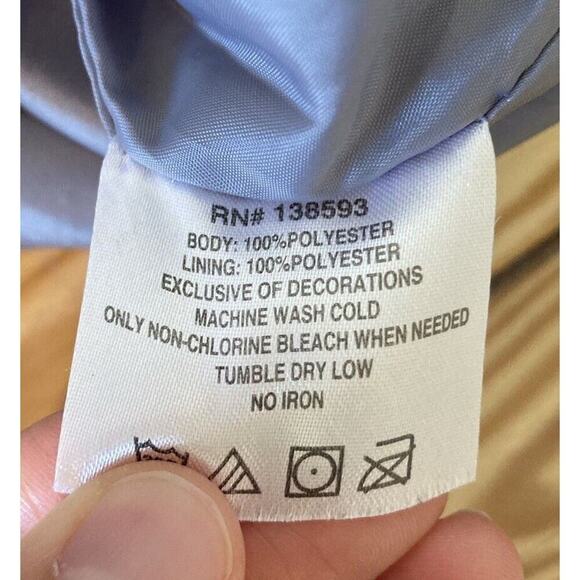 RN# 138593
BODY: 100%POLYESTER
LINING: 100%POLYESTER
EXCLUSIVE OF DECORATIONS
MACHINE WASH COLD
ONLY NON-CHLORINE BLEACH WHEN NEEDED
TUMBLE DRY LOW
NO IRON